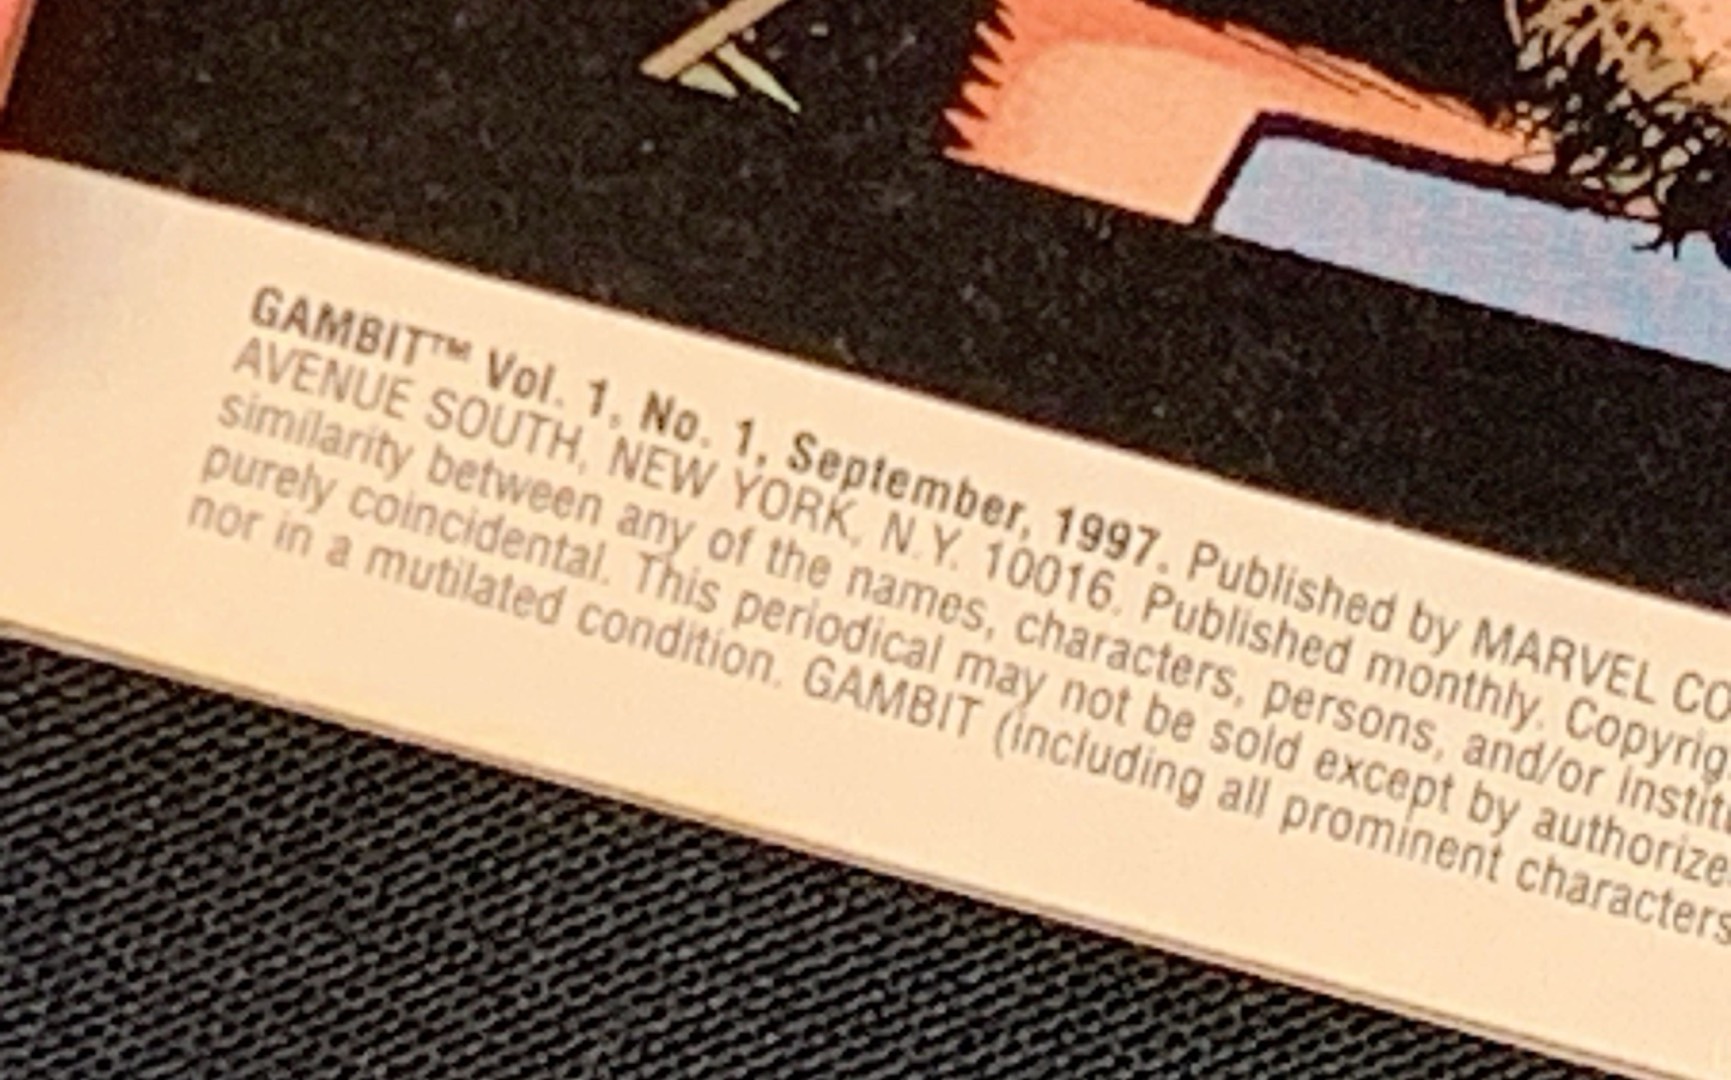 GAMBIT™ Vol. 1, No. 1, September, 1997. Published by MARVEL CO
AVENUE SOUTH, NEW YORK, N.Y. 10016. Published monthly. Copyrig
similarity between any of the names, characters, persons, and/or instit
purely coincidental. This periodical may not be sold except by authorize
nor in a mutilated condition. GAMBIT (including all prominent characters